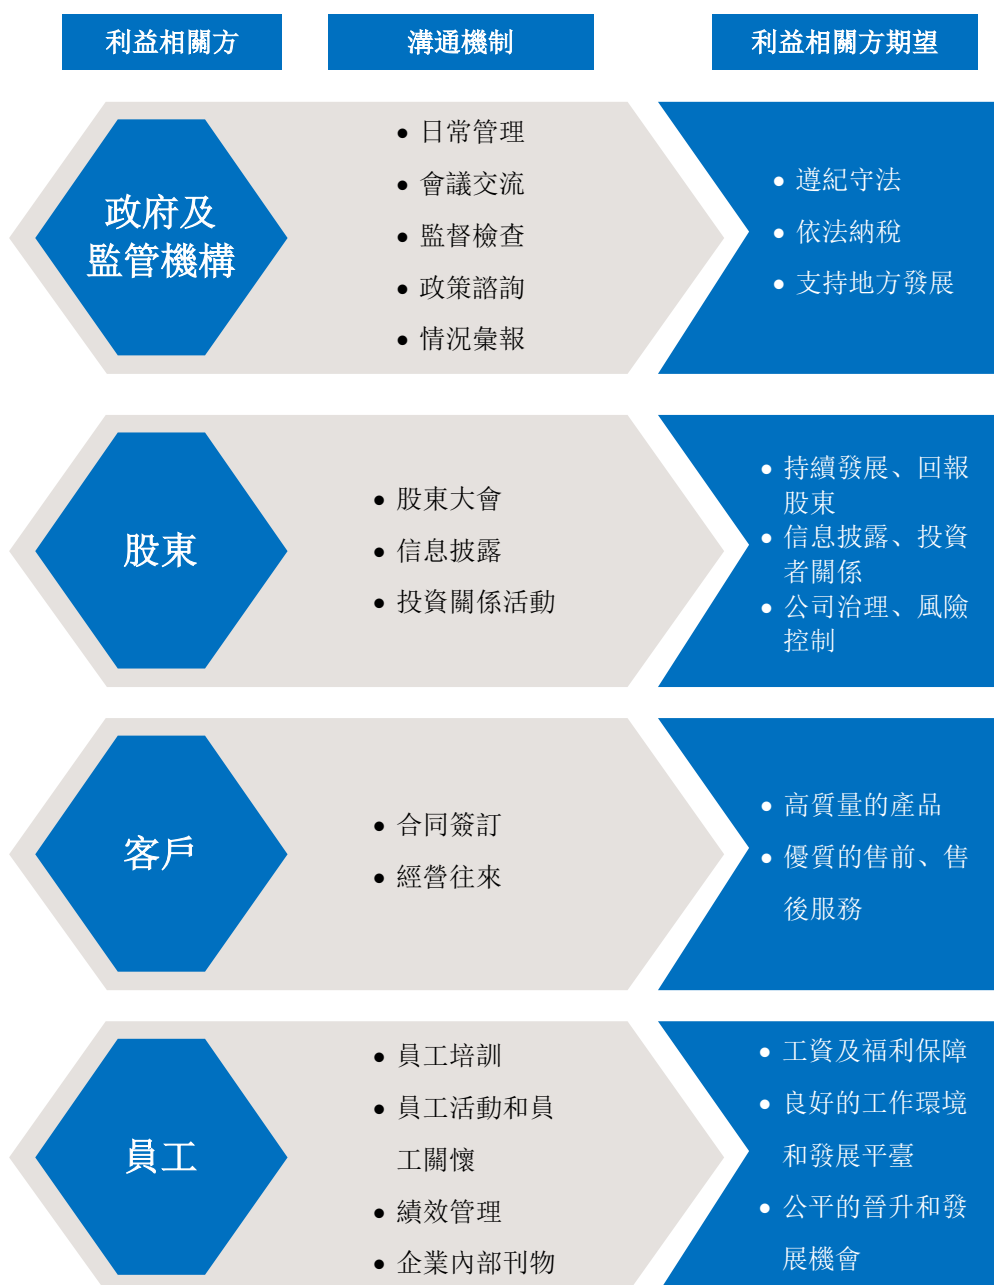 利益相關方
溝通機制
利益相關方期望
政府及
監管機構
• 日常管理
• 會議交流
• 監督檢查
• 政策諮詢
• 情況彙報
• 遵紀守法
• 依法納稅
• 支持地方發展
股東
• 股東大會
• 信息披露
• 投資關係活動
• 持續發展、回報
股東
• 信息披露、投資
者關係
• 公司治理、風險
控制
客戶
• 合同簽訂
• 經營往來
• 高質量的產品
• 優質的售前、售
後服務
員工
• 員工培訓
• 員工活動和員
工關懷
• 績效管理
• 企業內部刊物
• 工資及福利保障
• 良好的工作環境
和發展平臺
• 公平的晉升和發
展機會